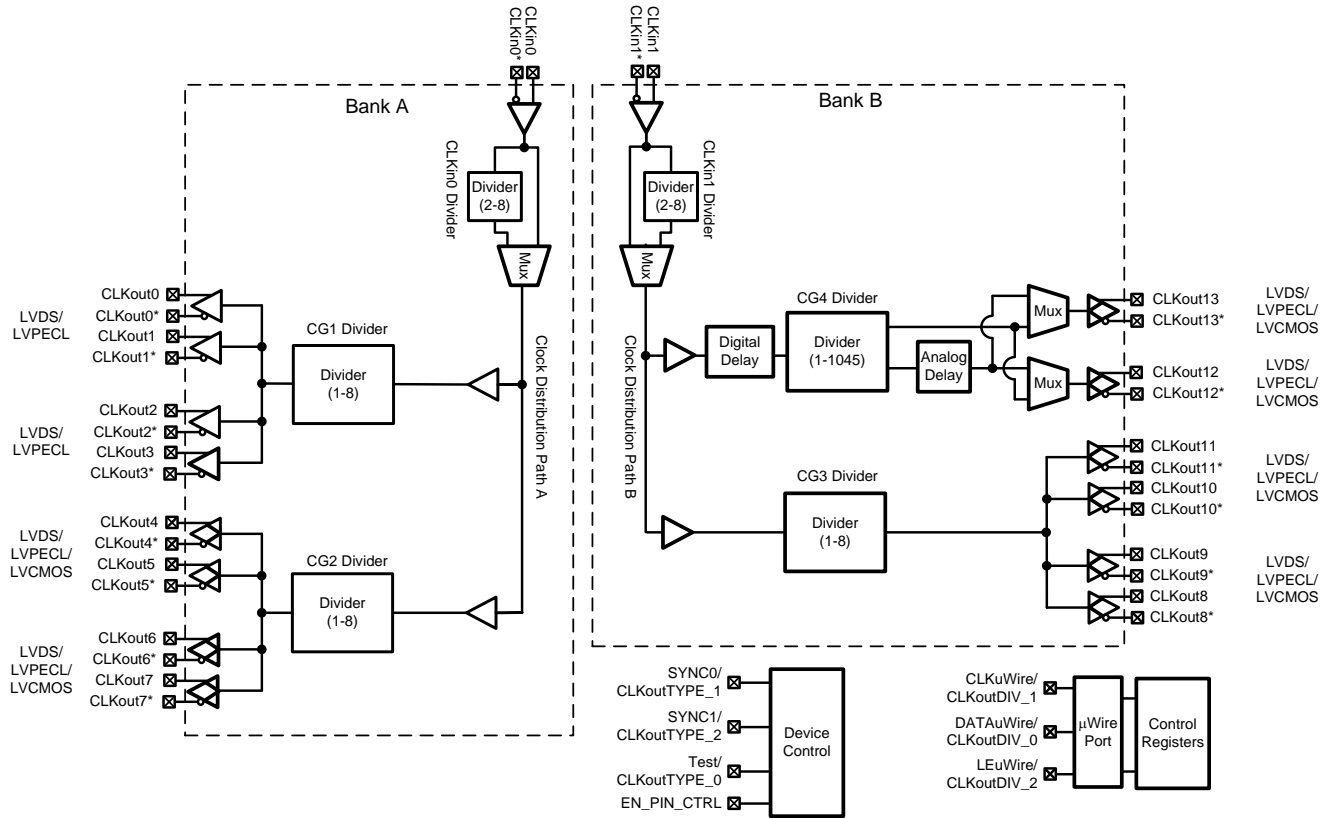 CLKin0*
CLKin0
CLKin1*
CLKin1
Bank A
CLKin0 Divider
Divider
(2-8)
Mux
CLKout0
CLKout0*
CLKout1
CLKout1*
LVDS/
LVPECL
CLKout2
CLKout2*
CLKout3
CLKout3*
LVDS/
LVPECL
CG1 Divider
Divider
(1-8)
Clock Distribution Path A
CLKout4
CLKout4*
CLKout5
CLKout5*
LVDS/
LVPECL/
LVCMOS
CLKout6
CLKout6*
CLKout7
CLKout7*
LVDS/
LVPECL/
LVCMOS
CG2 Divider
Divider
(1-8)
Bank B
CLKin1 Divider
Divider
(2-8)
Mux
Clock Distribution Path B
Digital
Delay
CG4 Divider
Divider
(1-1045)
Analog
Delay
Mux
Mux
CLKout13
CLKout13*
LVDS/
LVPECL/
LVCMOS
CLKout12
CLKout12*
LVDS/
LVPECL/
LVCMOS
CG3 Divider
Divider
(1-8)
CLKout11
CLKout11*
CLKout10
CLKout10*
LVDS/
LVPECL/
LVCMOS
CLKout9
CLKout9*
CLKout8
CLKout8*
LVDS/
LVPECL/
LVCMOS
SYNC0/
CLKoutTYPE_1
SYNC1/
CLKoutTYPE_2
Test/
CLKoutTYPE_0
EN_PIN_CTRL
Device
Control
CLKuWire/
CLKoutDIV_1
DATAuWire/
CLKoutDIV_0
LEuWire/
CLKoutDIV_2
μWire
Port
Control
Registers